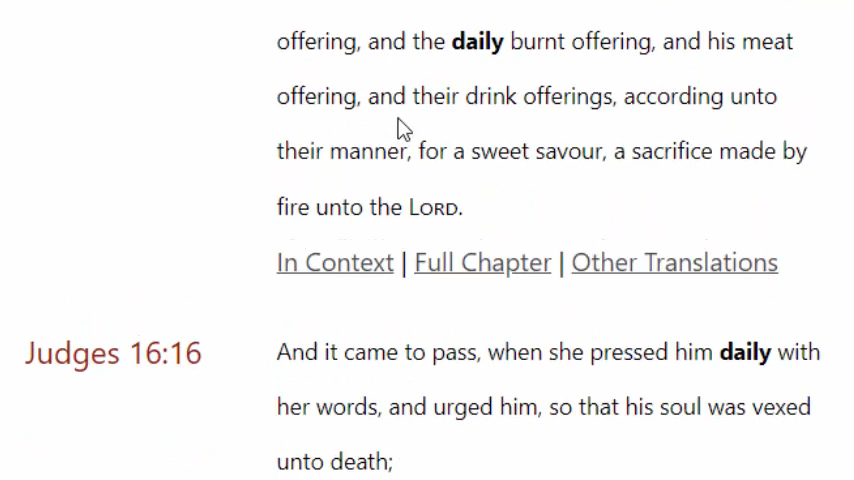 offering, and the daily burnt offering, and his meat
offering, and their drink offerings, according unto
their manner, for a sweet savour, a sacrifice made by
fire unto the LORD.
In Context | Full Chapter | Other Translations
Judges 16:16
And it came to pass, when she pressed him daily with
her words, and urged him, so that his soul was vexed
unto death;